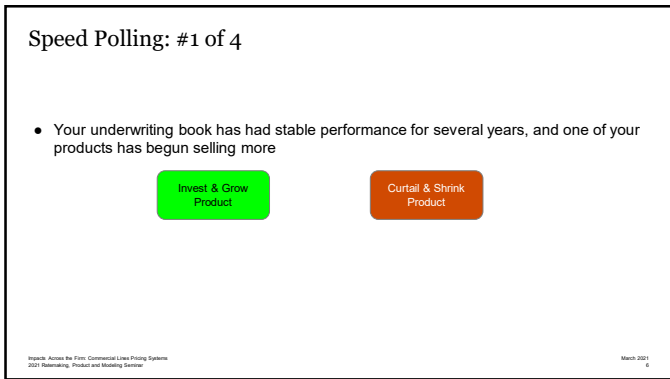 Speed Polling: #1 of 4
● Your underwriting book has had stable performance for several years, and one of your
products has begun selling more
Invest & Grow
Product
Curtail & Shrink
Product
Impacts Across the Firm: Commercial Lines Pricing Systems
2021 Ratemaking, Product and Modeling Seminar
March 2021
6